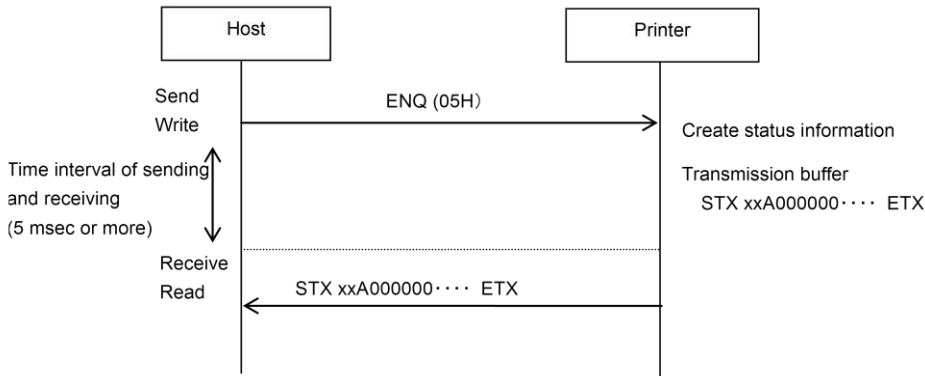 Host
Printer
Send
Write
ENQ (05H）
Create status information
Time interval of sending
and receiving
(5 msec or more)
Transmission buffer
STX xxA000000‥‥ ETX
Receive
Read
STX xxA000000‥‥ ETX